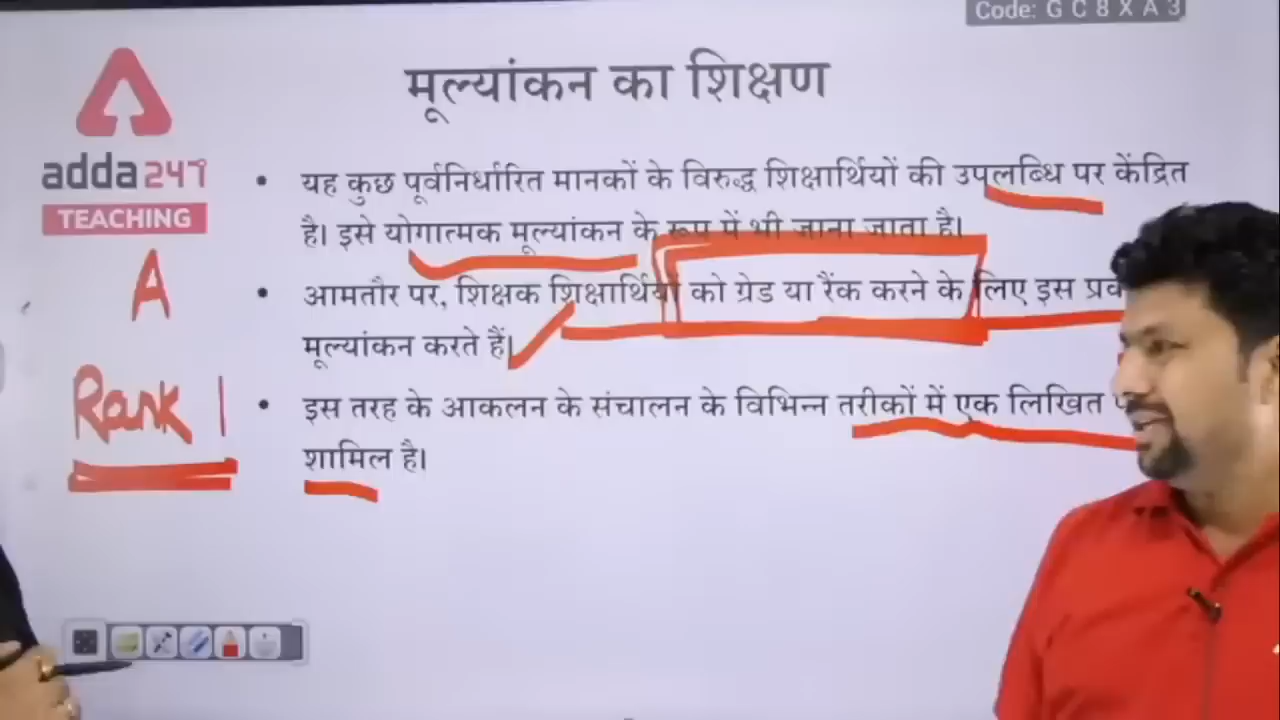 Code: G C 8 X A 3
मूल्यांकन का शिक्षण
adda247
TEACHING
• यह कुछ पूर्वनिर्धारित मानकों के विरुद्ध शिक्षार्थियों की उपलब्धि पर केंद्रित
है। इसे योगात्मक मूल्यांकन के रूप में भी जाना जाता है।
A
• आमतौर पर, शिक्षक शिक्षार्थियों को ग्रेड या रैंक करने के लिए इस
मूल्यांकन करते हैं।
Rank 1
• इस तरह के आकलन के संचालन के विभिन्न तरीकों में एक लिखित
शामिल है।